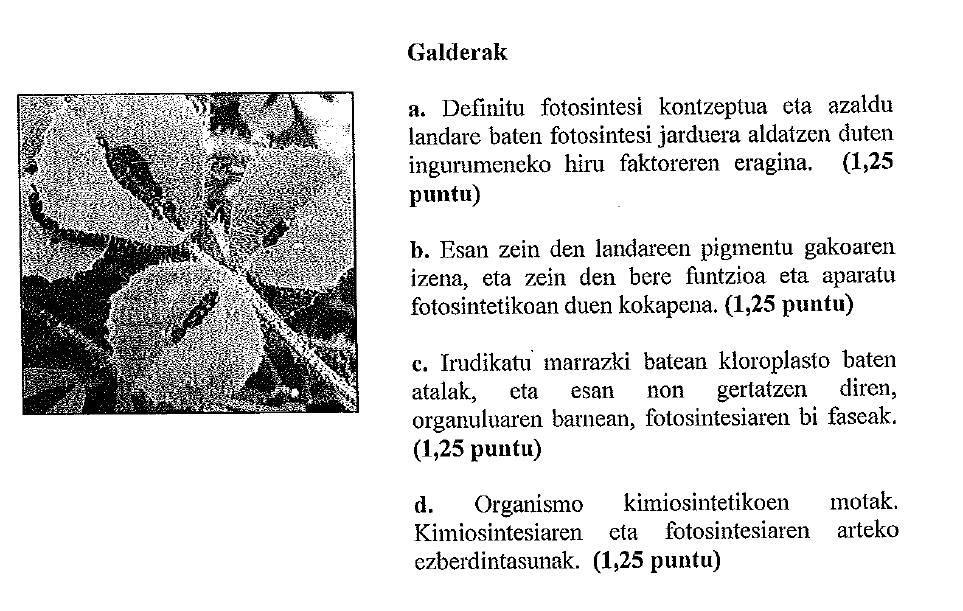 Galderak
a. Definitu fotosintesi kontzeptua eta azaldu
landare baten fotosintesi jarduera aldatzen duten
ingurumeneko hiru faktoreren eragina. (1,25
puntu)
b. Esan zein den landareen pigmentu gakoaren
izena, eta zein den bere funtzioa eta aparatu
fotosintetikoan duen kokapena. (1,25 puntu)
c. Irudikatu marrazki batean kloroplasto baten
atalak, eta esan non gertatzen diren,
organuluaren barnean, fotosintesiaren bi faseak.
(1,25 puntu)
d. Organismo kimiosintetikoen motak.
Kimiosintesiaren eta fotosintesiaren arteko
ezberdintasunak. (1,25 puntu)